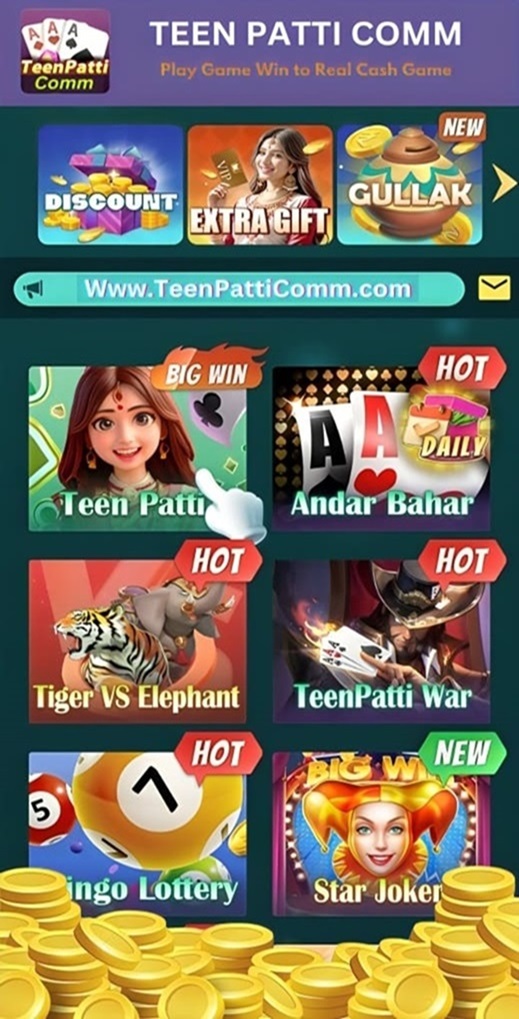 TEEN PATTI COMM
A A A
TeenPatti
Comm
Play Game Win to Real Cash Game
NEW
VIP
DISCOUNT
EXTRA GIFT
GULLAK
Www.TeenPattiComm.com
BIG WIN
HOT
A A
DAILY
Teen Patti
Andar Bahar
HOT
HOT
Tiger VS Elephant
TeenPatti War
HOT
NEW
BIG WI
7
5
ingo Lottery
Star Joker